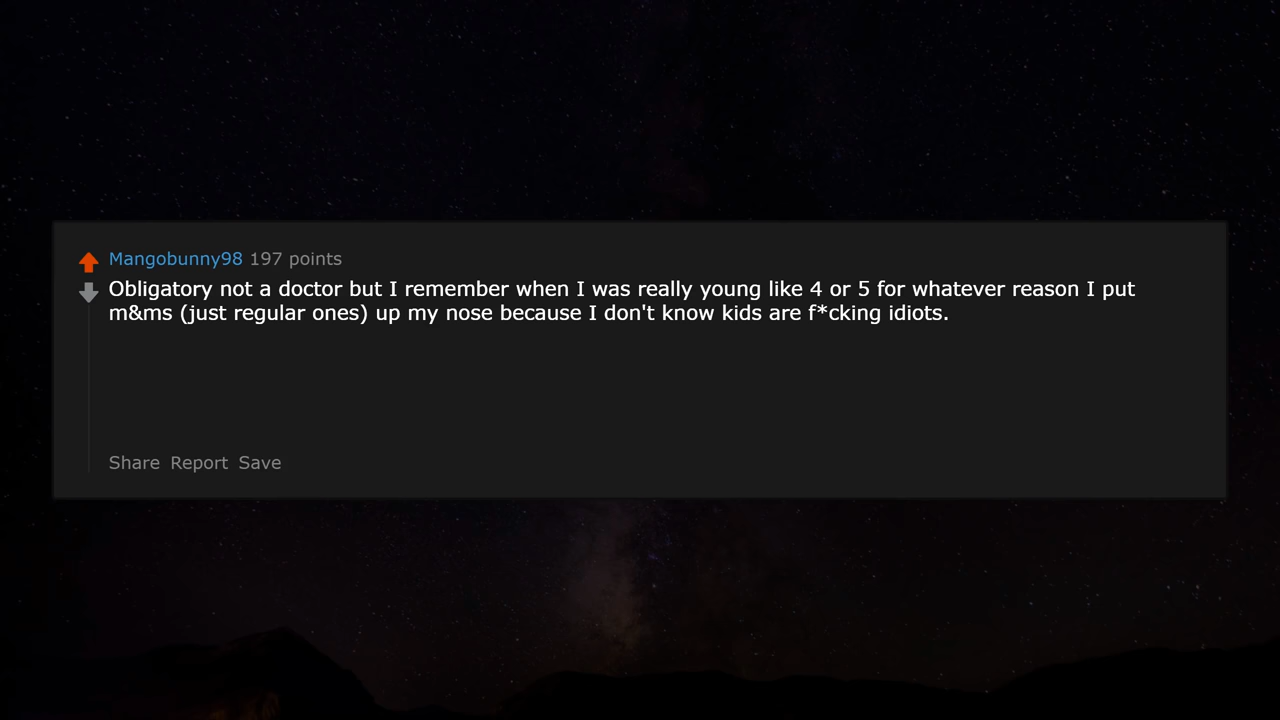 Mangobunny98 197 points
Obligatory not a doctor but I remember when I was really young like 4 or 5 for whatever reason I put
m&ms (just regular ones) up my nose because I don't know kids are f*cking idiots.
Share Report Save